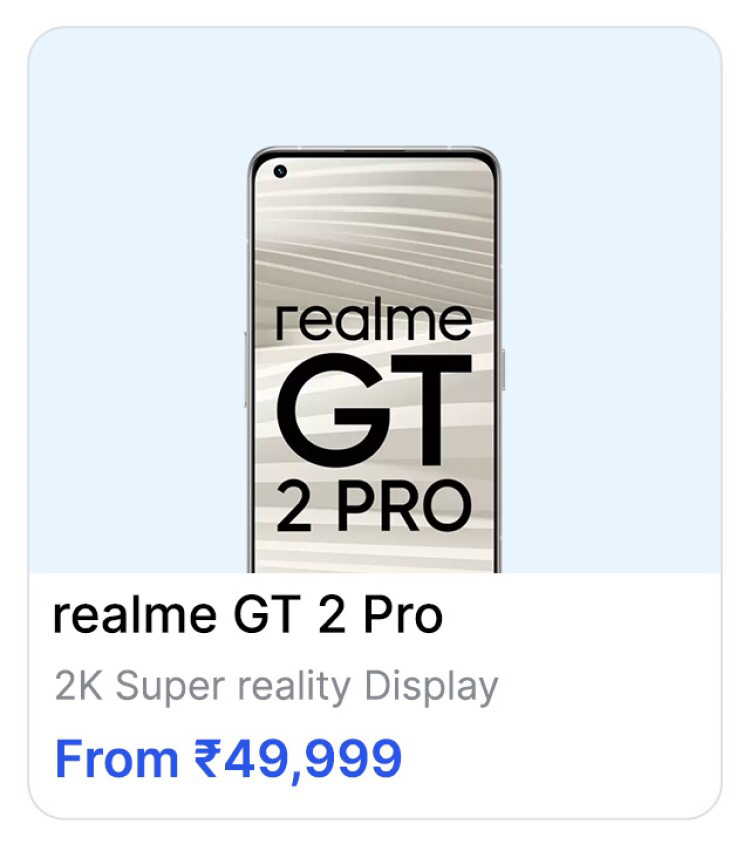 realme
GT
2 PRO
realme GT 2 Pro
2K Super reality Display
From ₹49,999